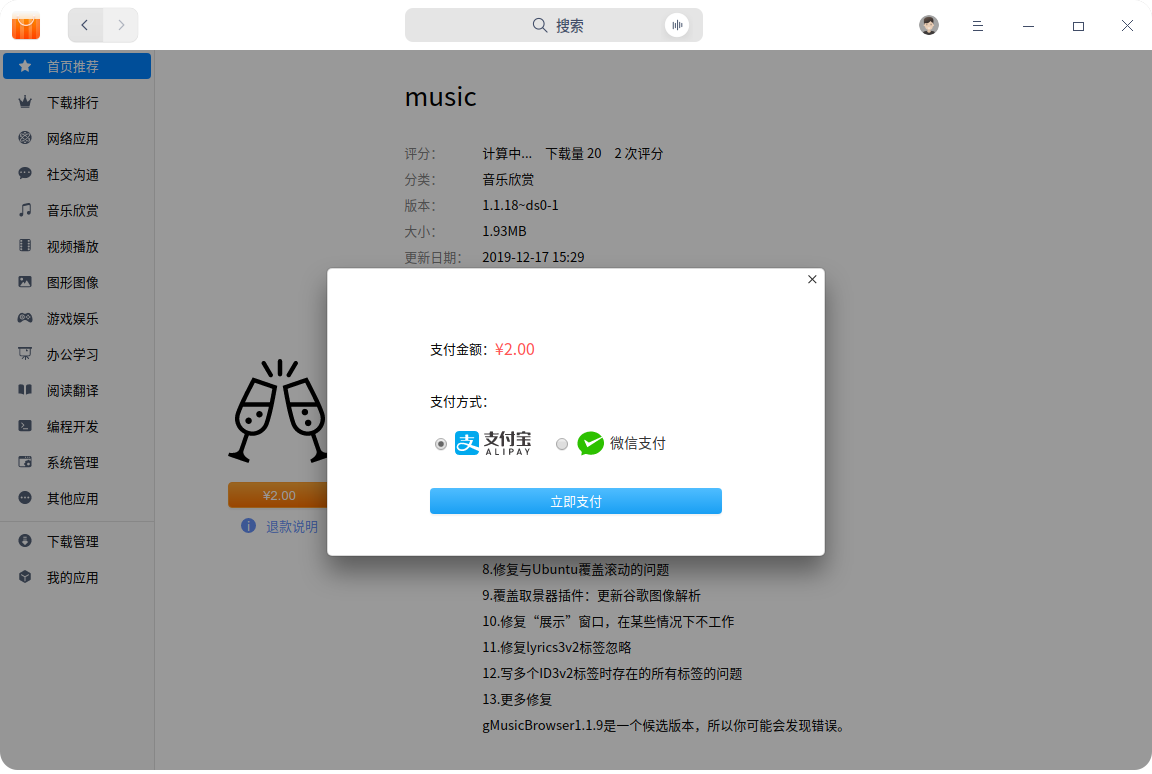 搜索
首页推荐
下载排行
网络应用
社交沟通
音乐欣赏
视频播放
图形图像
游戏娱乐
办公学习
阅读翻译
编程开发
系统管理
其他应用
下载管理
我的应用
music
评分: 计算中... 下载量 20 2 次评分
分类: 音乐欣赏
版本: 1.1.18~ds0-1
大小: 1.93MB
更新日期: 2019-12-17 15:29
¥2.00
退款说明
支付金额: ¥2.00
支付方式:
支付宝 ALIPAY 微信支付
立即支付
8.修复与Ubuntu覆盖滚动的问题
9.覆盖取景器插件：更新谷歌图像解析
10.修复“展示”窗口，在某些情况下不工作
11.修复lyrics3v2标签忽略
12.写多个ID3v2标签时存在的所有标签的问题
13.更多修复
gMusicBrowser1.1.9是一个候选版本，所以你可能会发现错误。